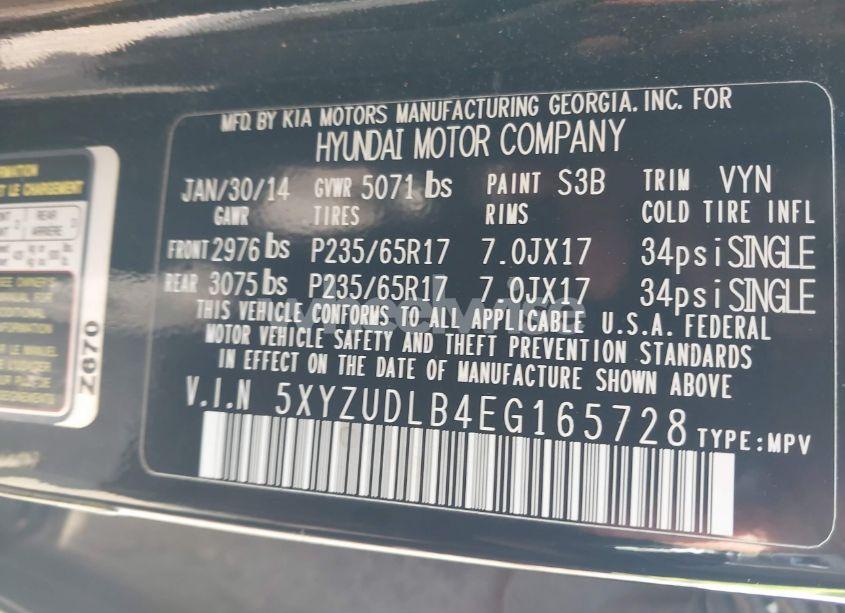 MFD. BY KIA MOTORS MANUFACTURING GEORGIA. INC. FOR
HYUNDAI MOTOR COMPANY
JAN/30/14 GVWR 5071 lbs PAINT S3B TRIM VYN
GAWR TIRES RIMS COLD TIRE INFL
FRONT 2976 lbs P235/65R17 7.0JX17 34psi SINGLE
REAR 3075 lbs P235/65R17 7.0JX17 34psi SINGLE
THIS VEHICLE CONFORMS TO ALL APPLICABLE U.S.A. FEDERAL
MOTOR VEHICLE SAFETY AND THEFT PREVENTION STANDARDS
IN EFFECT ON THE DATE OF MANUFACTURE SHOWN ABOVE
V.I.N 5XYZUDLB4EG165728 TYPE:MPV
REAR
ARRIERE
Z670